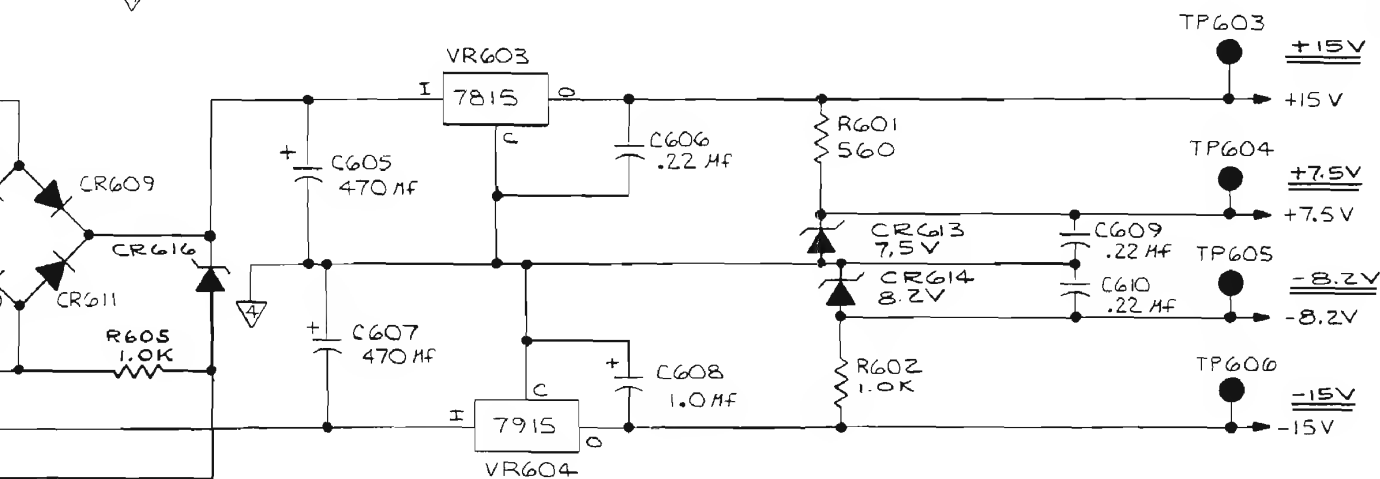 TP603
+15V
VR603
I
7815
O
+15V
C
+
C605
470 Mf
C606
.22 Mf
R601
560
TP604
+7.5V
+7.5V
CR609
CR616
CR613
7.5V
C609
.22 Mf
TP605
-8.2V
CR611
4
CR614
8.2V
C610
.22 Mf
-8.2V
R605
1.0K
+
C607
470 Mf
+
C608
1.0 Mf
R602
1.0K
TP606
-15V
I
C
7915
O
-15V
VR604